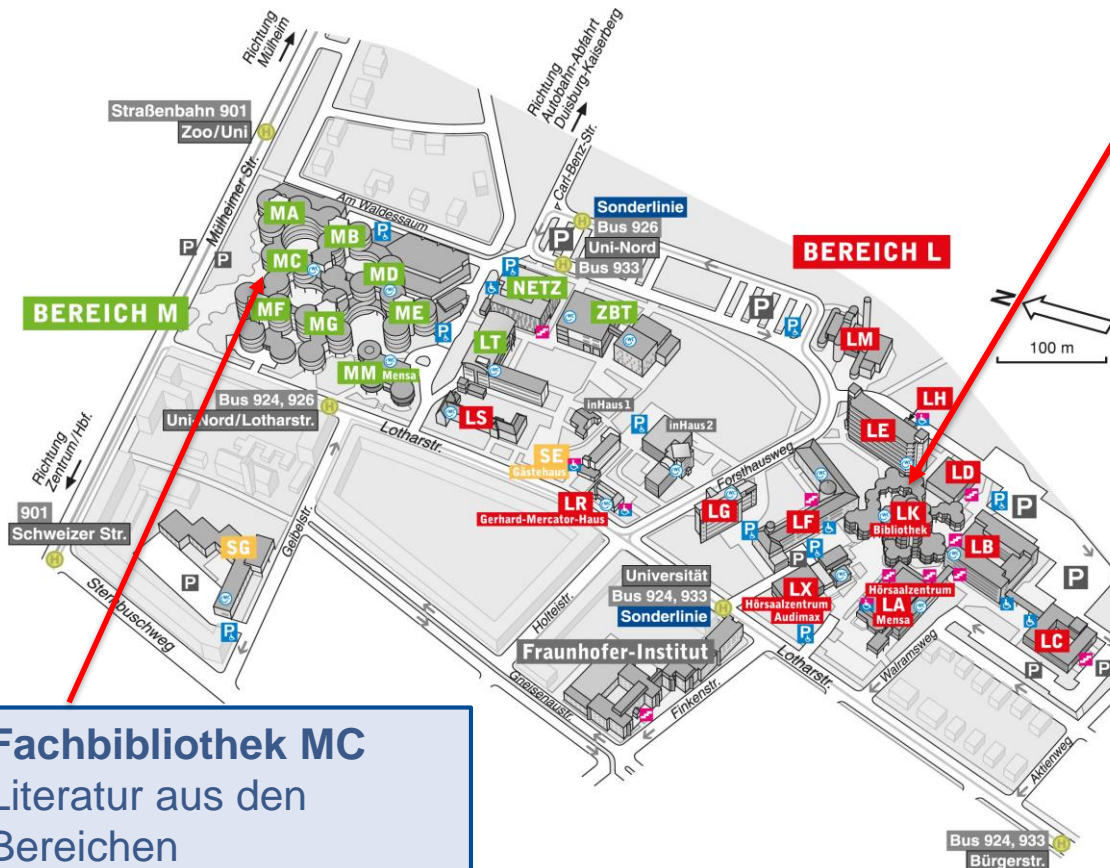 Richtung
Mülheim
Straßenbahn 901
Zoo/Uni
Mülheimer Str.
Richtung
Autobahn-Abfahrt
Duisburg-Kaiserberg
Carl-Benz-Str.
Am Waldessaum
Sonderlinie
Bus 926
Uni-Nord
Bus 933
P
P
P
P
P
P
BEREICH L
BEREICH M
MA
MB
MC
MD
MF
MG
ME
MM Mensa
NETZ
ZBT
LT
P
P
P
N
100 m
LM
LH
LE
LD
LK
Bibliothek
LB
P
P
P
LS
inHaus 1
inHaus 2
P
SE
Gästehaus
LR
Gerhard-Mercator-Haus
Forsthausweg
LG
LF
P
P
P
LX
Hörsaalzentrum
Audimax
P
Hörsaalzentrum
LA
Mensa
LC
P
P
Bus 924, 926
Uni-Nord/Lotharstr.
Lotharstr.
Richtung
Zentrum/Hbf.
901
Schweizer Str.
H
H
H
H
H
H
H
SG
P
P
Geibelstr.
Sternbuschweg
Universität
Bus 924, 933
Sonderlinie
Holteistr.
Fraunhofer-Institut
Gneisenaustr.
Finkenstr.
Lotharstr.
Walramsweg
Aktienweg
Bus 924, 933
Bürgerstr.
Fachbibliothek MC
Literatur aus den
Bereichen